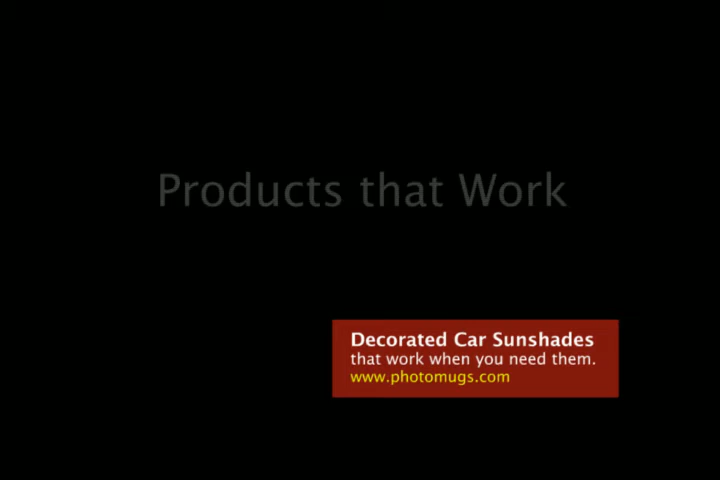 Products that Work
Decorated Car Sunshades
that work when you need them.
www.photomugs.com